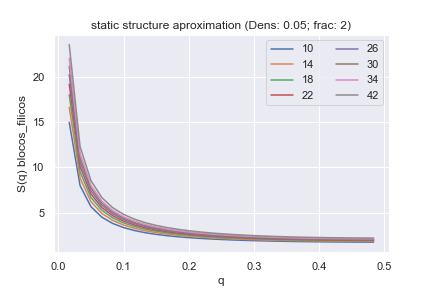 static structure aproximation (Dens: 0.05; frac: 2)
10 26
14 30
18 34
22 42
S(q) blocos_filicos
20
15
10
5
0.0 0.1 0.2 0.3 0.4 0.5
q